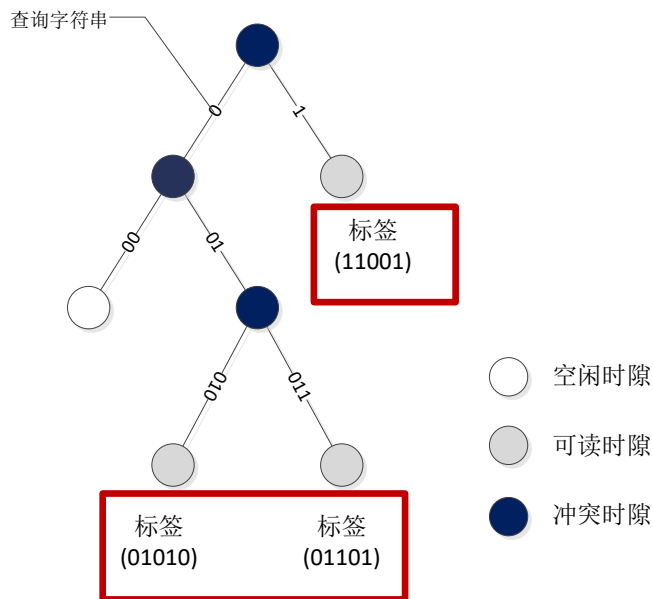 查询字符串
0
1
00
01
标签
(11001)
010
011
空闲时隙
可读时隙
冲突时隙
标签
(01010)
标签
(01101)